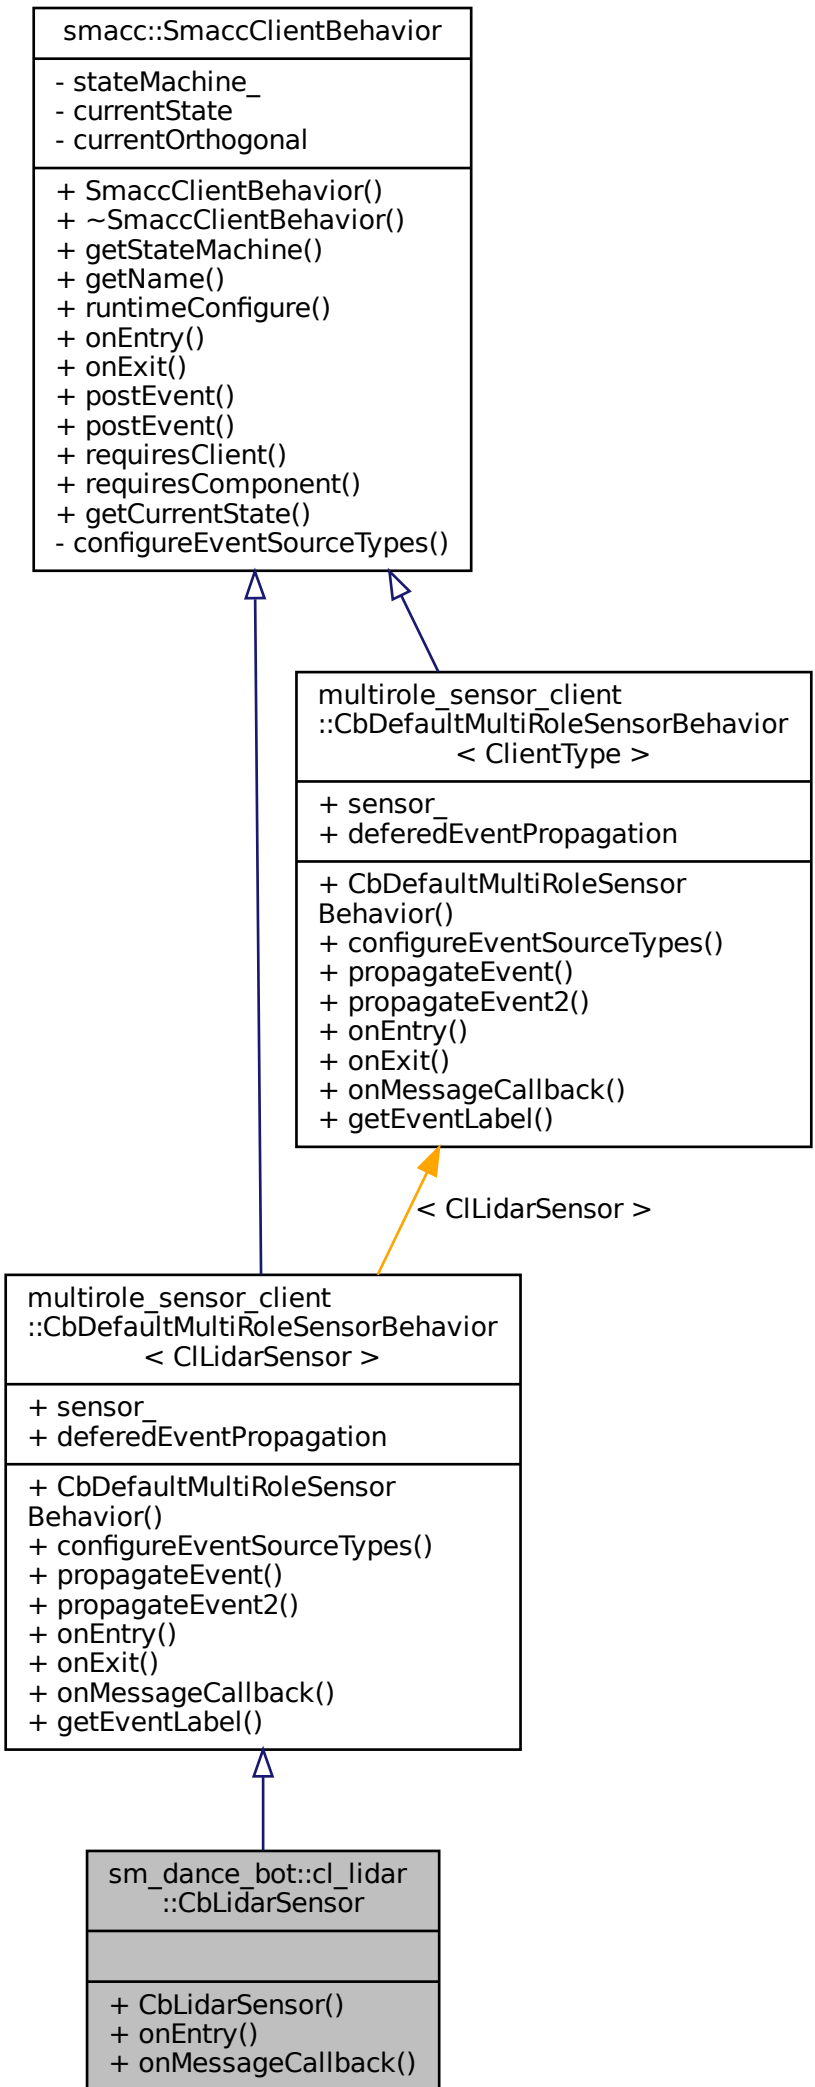 smacc::SmaccClientBehavior
- stateMachine_
- currentState
- currentOrthogonal
+ SmaccClientBehavior()
+ ~SmaccClientBehavior()
+ getStateMachine()
+ getName()
+ runtimeConfigure()
+ onEntry()
+ onExit()
+ postEvent()
+ postEvent()
+ requiresClient()
+ requiresComponent()
+ getCurrentState()
- configureEventSourceTypes()
multirole_sensor_client
::CbDefaultMultiRoleSensorBehavior
< ClientType >
+ sensor_
+ deferedEventPropagation
+ CbDefaultMultiRoleSensor
Behavior()
+ configureEventSourceTypes()
+ propagateEvent()
+ propagateEvent2()
+ onEntry()
+ onExit()
+ onMessageCallback()
+ getEventLabel()
< ClLidarSensor >
multirole_sensor_client
::CbDefaultMultiRoleSensorBehavior
< ClLidarSensor >
+ sensor_
+ deferedEventPropagation
+ CbDefaultMultiRoleSensor
Behavior()
+ configureEventSourceTypes()
+ propagateEvent()
+ propagateEvent2()
+ onEntry()
+ onExit()
+ onMessageCallback()
+ getEventLabel()
sm_dance_bot::cl_lidar
::CbLidarSensor
+ CbLidarSensor()
+ onEntry()
+ onMessageCallback()